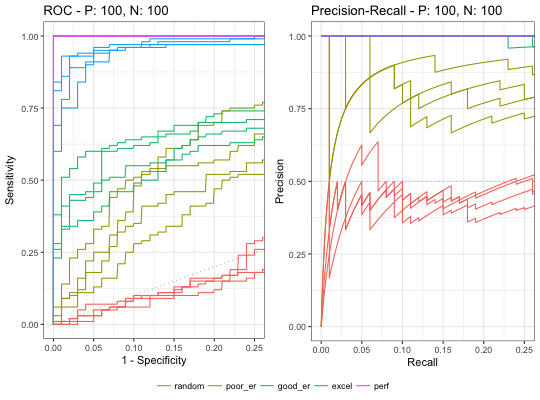 ROC - P: 100, N: 100
Sensitivity
1.00
0.75
0.50
0.25
0.00
0.00 0.05 0.10 0.15 0.20 0.25
1 - Specificity
Precision-Recall - P: 100, N: 100
Precision
1.00
0.75
0.50
0.25
0.00
0.00 0.05 0.10 0.15 0.20 0.25
Recall
random poor_er good_er excel perf